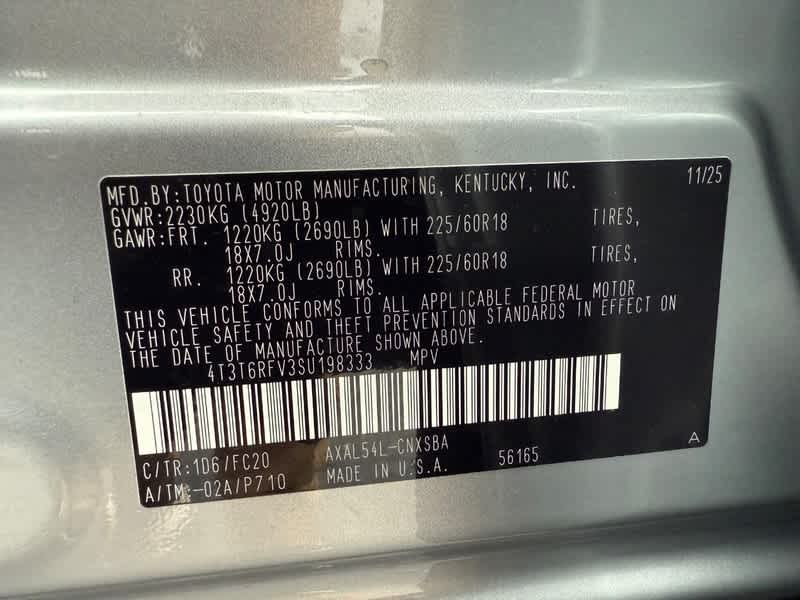 MFD.BY:TOYOTA MOTOR MANUFACTURING, KENTUCKY, INC. 11/25
GVWR:2230KG (4920LB)
GAWR:FRT. 1220KG (2690LB) WITH 225/60R18 TIRES,
18X7.0J RIMS.
RR. 1220KG (2690LB) WITH 225/60R18 TIRES,
18X7.0J RIMS.
THIS VEHICLE CONFORMS TO ALL APPLICABLE FEDERAL MOTOR
VEHICLE SAFETY AND THEFT PREVENTION STANDARDS IN EFFECT ON
THE DATE OF MANUFACTURE SHOWN ABOVE.
4T3T6RFV3SU198333 MPV
C/TR:1D6/FC20 AXAL54L-CNXSBA 56165 A
A/TM:-02A/P710 MADE IN U.S.A.